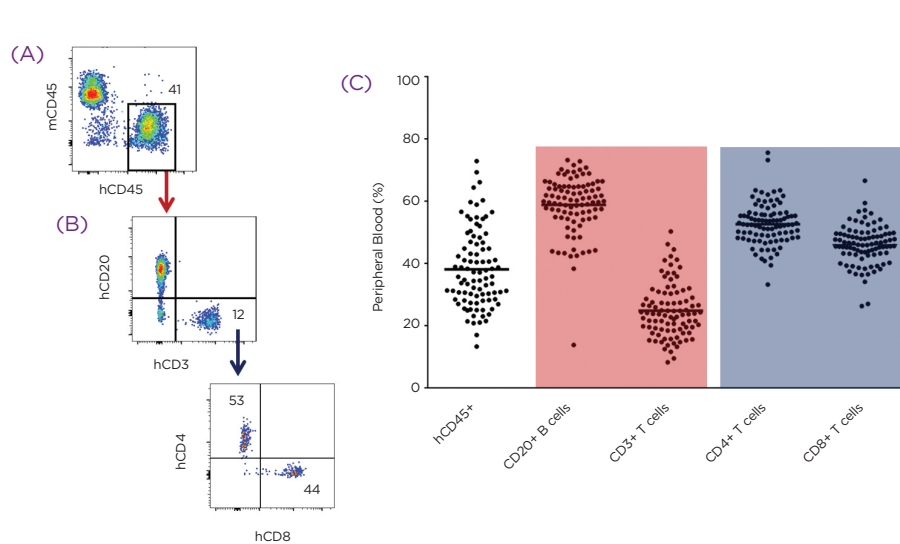 (A)
mCD45
41
hCD45
(B)
hCD20
12
hCD3
53
hCD4
44
hCD8
(C)
Peripheral Blood (%)
100
80
60
40
20
0
hCD45+
CD20+ B cells
CD3+ T cells
CD4+ T cells
CD8+ T cells